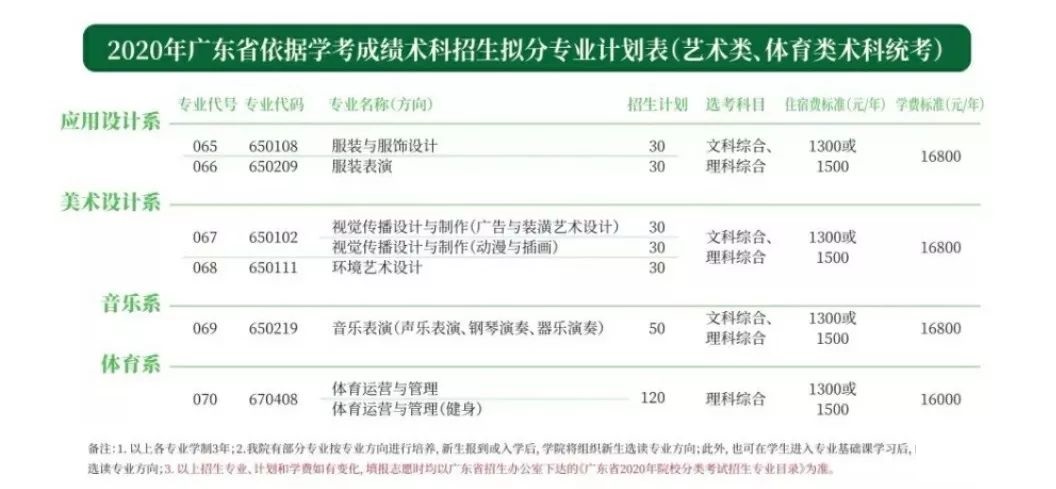 2020年广东省依据学考成绩术科招生拟分专业计划表(艺术类、体育类术科统考)
专业代号 专业代码 专业名称(方向) 招生计划 选考科目 住宿费标准(元/年) 学费标准(元/年)
应用设计系
065 650108 服装与服饰设计 30 文科综合、 1300或
066 650209 服装表演 30 理科综合 1500 16800
美术设计系
067 650102 视觉传播设计与制作(广告与装潢艺术设计) 30
视觉传播设计与制作(动漫与插画) 30 文科综合、 1300或
068 650111 环境艺术设计 30 理科综合 1500 16800
音乐系
069 650219 音乐表演(声乐表演、钢琴演奏、器乐演奏) 50 文科综合、 1300或
理科综合 1500 16800
体育系
070 670408 体育运营与管理 120 理科综合 1300或 16000
体育运营与管理(健身) 1500
备注:1. 以上各专业学制3年;2.我院有部分专业按专业方向进行培养, 新生报到或入学后, 学院将组织新生选读专业方向;此外, 也可在学生进入专业基础课学习后,
选读专业方向;3. 以上招生专业、计划和学费如有变化, 填报志愿时均以广东省招生办公室下达的《广东省2020年院校分类考试招生专业目录》为准。